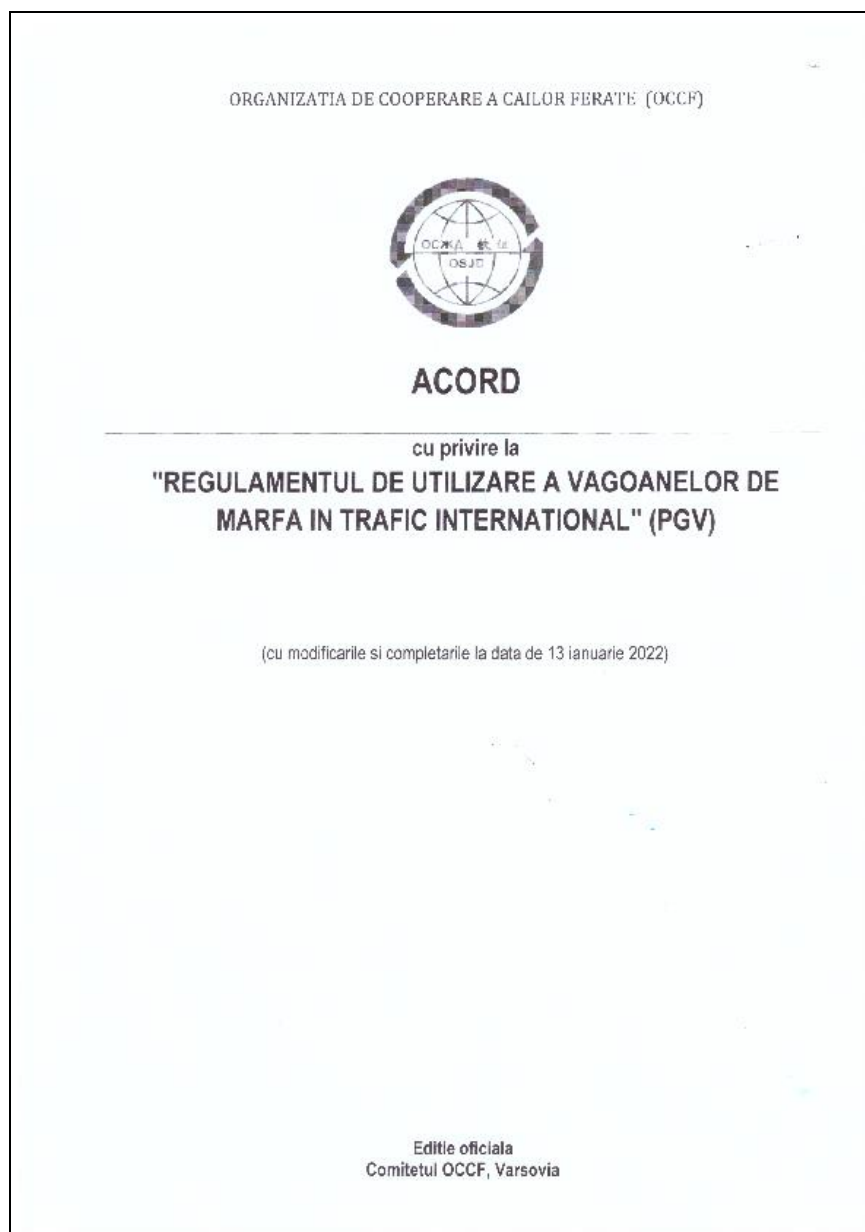 ORGANIZATIA DE COOPERARE A CAILOR FERATE (OCCF)
ОСЖД
OSJD
ACORD
cu privire la
"REGULAMENTUL DE UTILIZARE A VAGOANELOR DE
MARFA IN TRAFIC INTERNATIONAL" (PGV)
(cu modificarile si completarile la data de 13 ianuarie 2022)
Editie oficiala
Comitetul OCCF, Varsovia